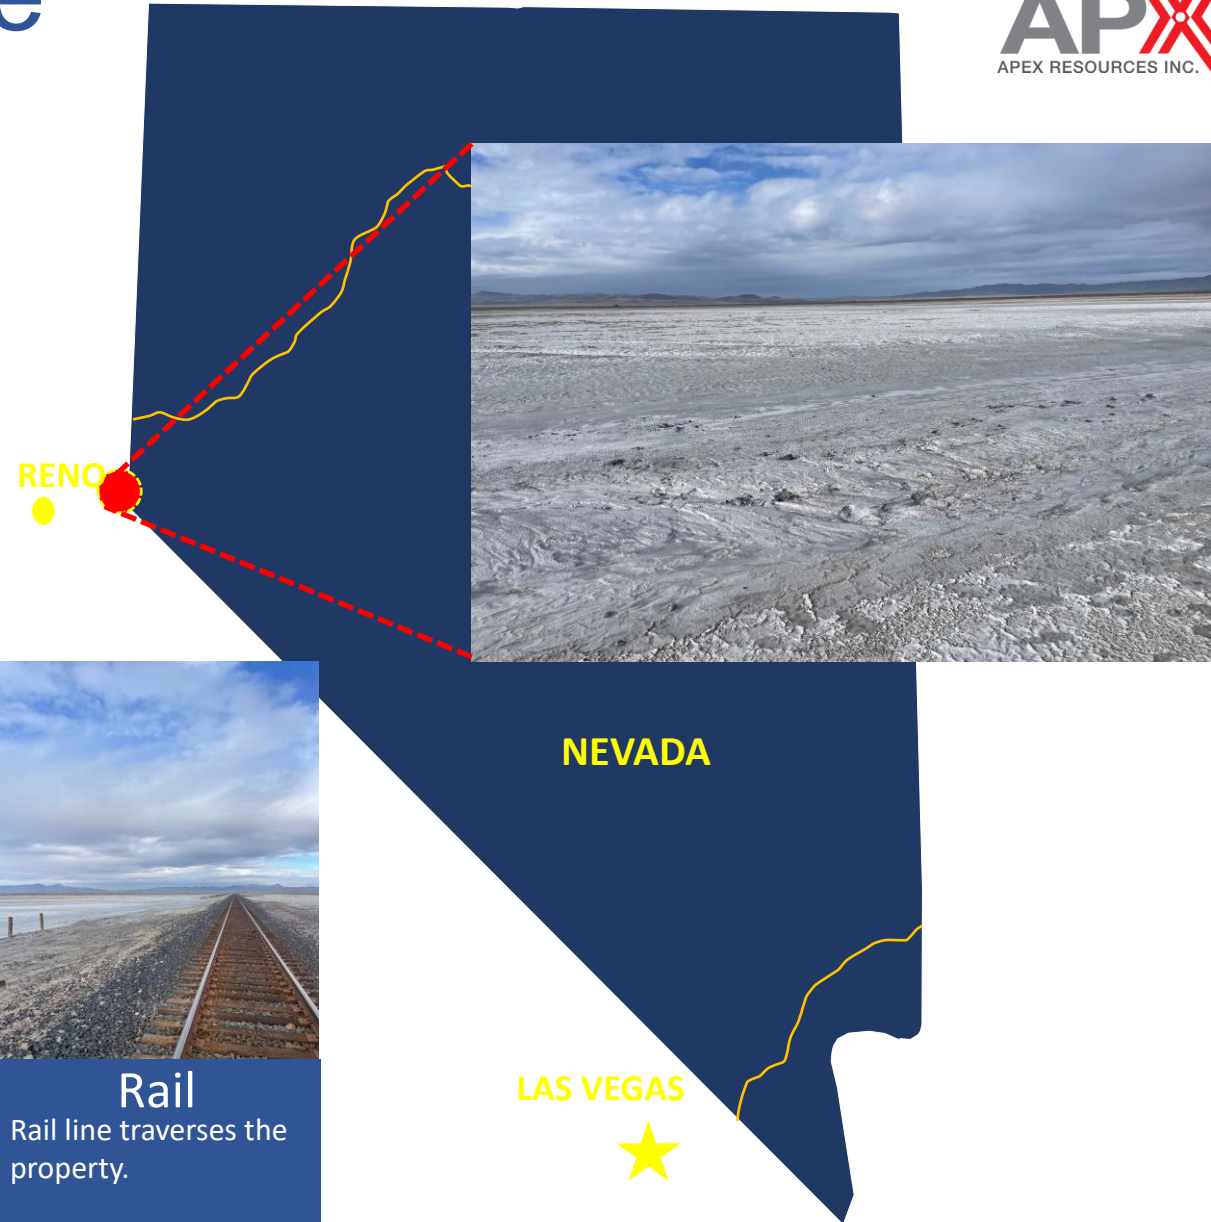 APX
APEX RESOURCES INC.
RENO
NEVADA
LAS VEGAS
Rail
Rail line traverses the
property.